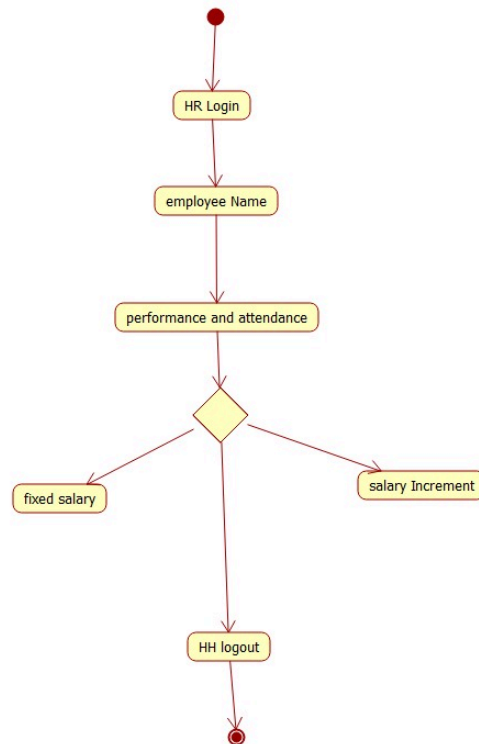 HR Login
employee Name
performance and attendance
fixed salary
salary Increment
HH logout